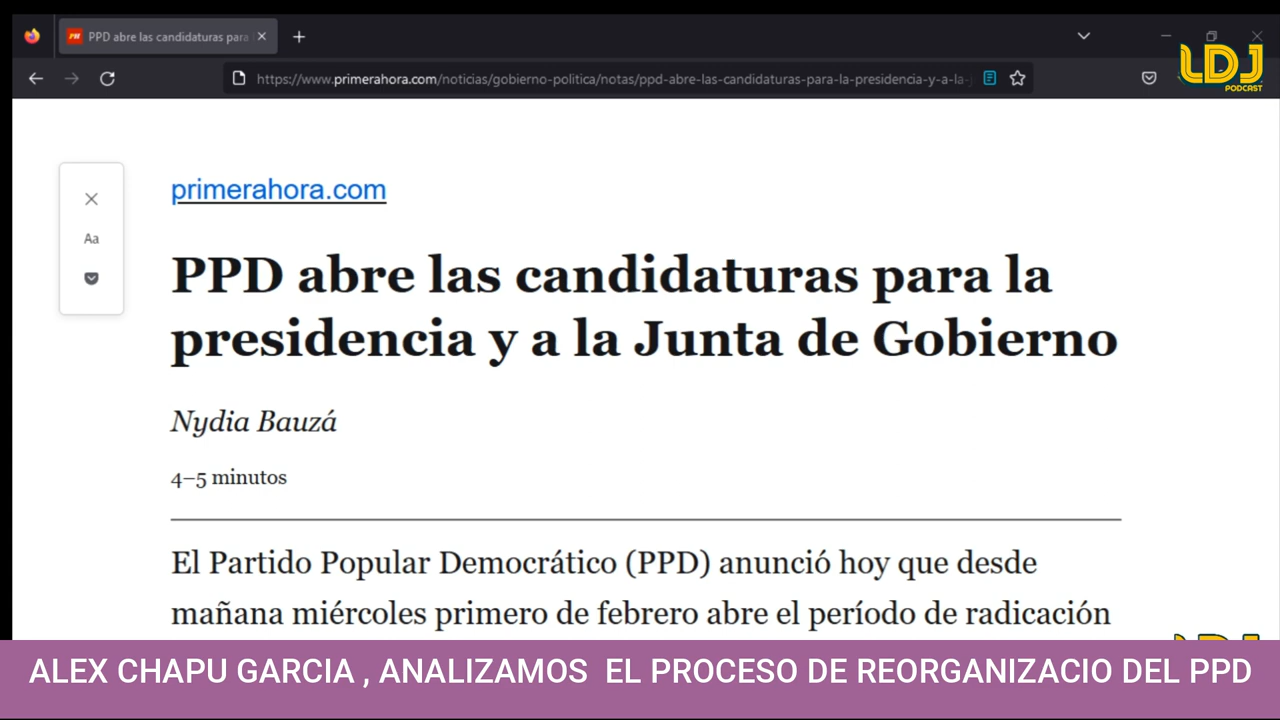 PPD abre las candidaturas para
LDJ
PODCAST
https://www.primerahora.com/noticias/gobierno-politica/notas/ppd-abre-las-candidaturas-para-la-presidencia-y-a-la-
primerahora.com
Aa
PPD abre las candidaturas para la
presidencia y a la Junta de Gobierno
Nydia Bauzá
4–5 minutos
El Partido Popular Democrático (PPD) anunció hoy que desde
mañana miércoles primero de febrero abre el período de radicación
ALEX CHAPU GARCIA , ANALIZAMOS EL PROCESO DE REORGANIZACIO DEL PPD